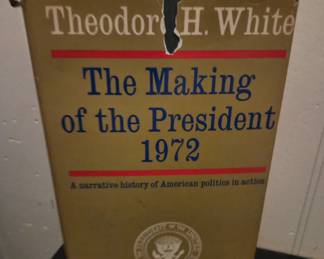 Theodore H. White
The Making
of the President
1972
A narrative history of American politics in action